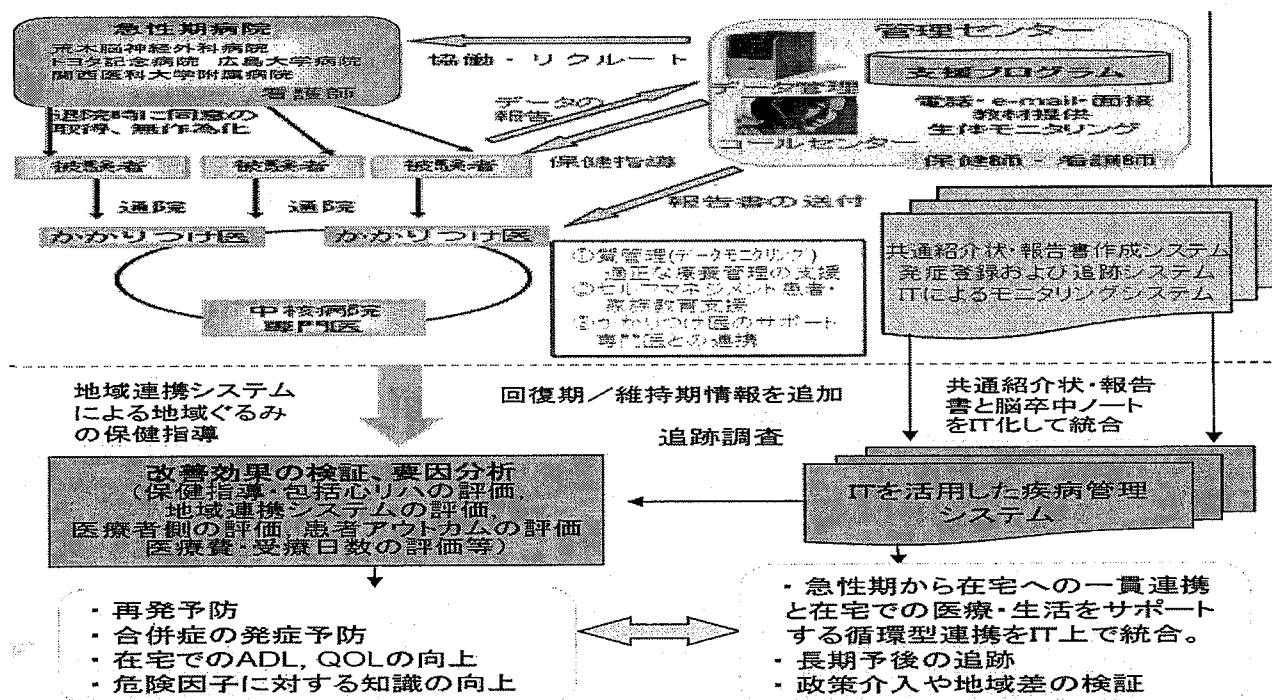 急性期病院
荒木脳神経外科病院
トヨタ記念病院 広島大学病院
関西医科大学附属病院
看護師
退院時に同意の
取得、無作為化
協働・リクルート
データの
報告
管理センター
データ管理
コールセンター
支援プログラム
電話・e-mail・面接
教材提供
生体モニタリング
保健師・看護師
被験者
被験者
被験者
保健指導
通院
通院
報告書の送付
かかりつけ医
かかりつけ医
中核病院
専門医
①質管理(データモニタリング)
適正な療養管理の支援
②セルフマネジメント患者・
家族教育支援
③かかりつけ医のサポート
専門医との連携
共通紹介状・報告書作成システム
発症登録および追跡システム
ITによるモニタリングシステム
地域連携システム
による地域ぐるみ
の保健指導
回復期/維持期情報を追加
追跡調査
共通紹介状・報告
書と脳卒中ノート
をIT化して統合
改善効果の検証、要因分析
(保健指導・包括心リハの評価,
地域連携システムの評価,
医療者側の評価, 患者アウトカムの評価
医療費・受療日数の評価等)
ITを活用した疾病管理
システム
・再発予防
・合併症の発症予防
・在宅でのADL, QOLの向上
・危険因子に対する知識の向上
・急性期から在宅への一貫連携
と在宅での医療・生活をサポート
する循環型連携をIT上で統合。
・長期予後の追跡
・政策介入や地域差の検証